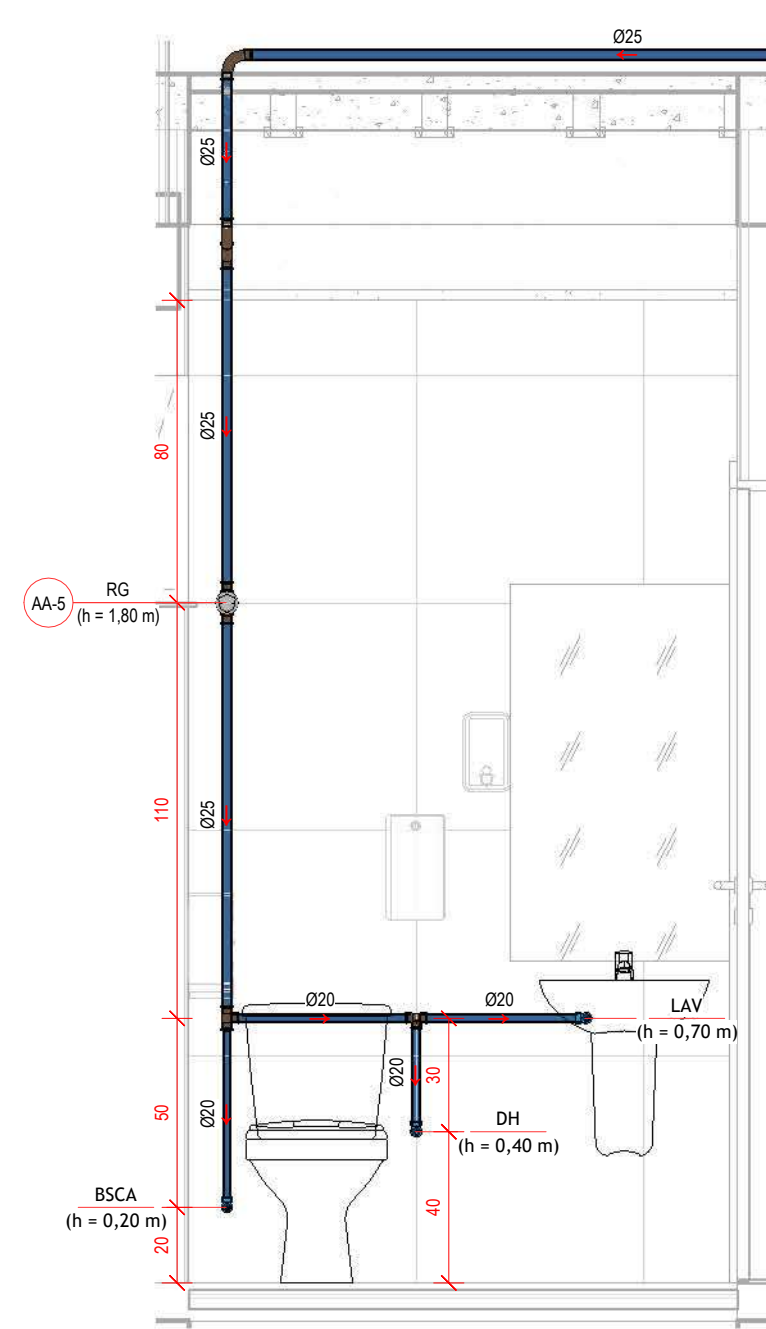 Ø25
Ø25
Ø25
80
AA-5
RG
(h = 1,80 m)
Ø25
110
Ø20
Ø20
LAV
(h = 0,70 m)
Ø20
30
50
Ø20
DH
(h = 0,40 m)
BSCA
(h = 0,20 m)
40
20